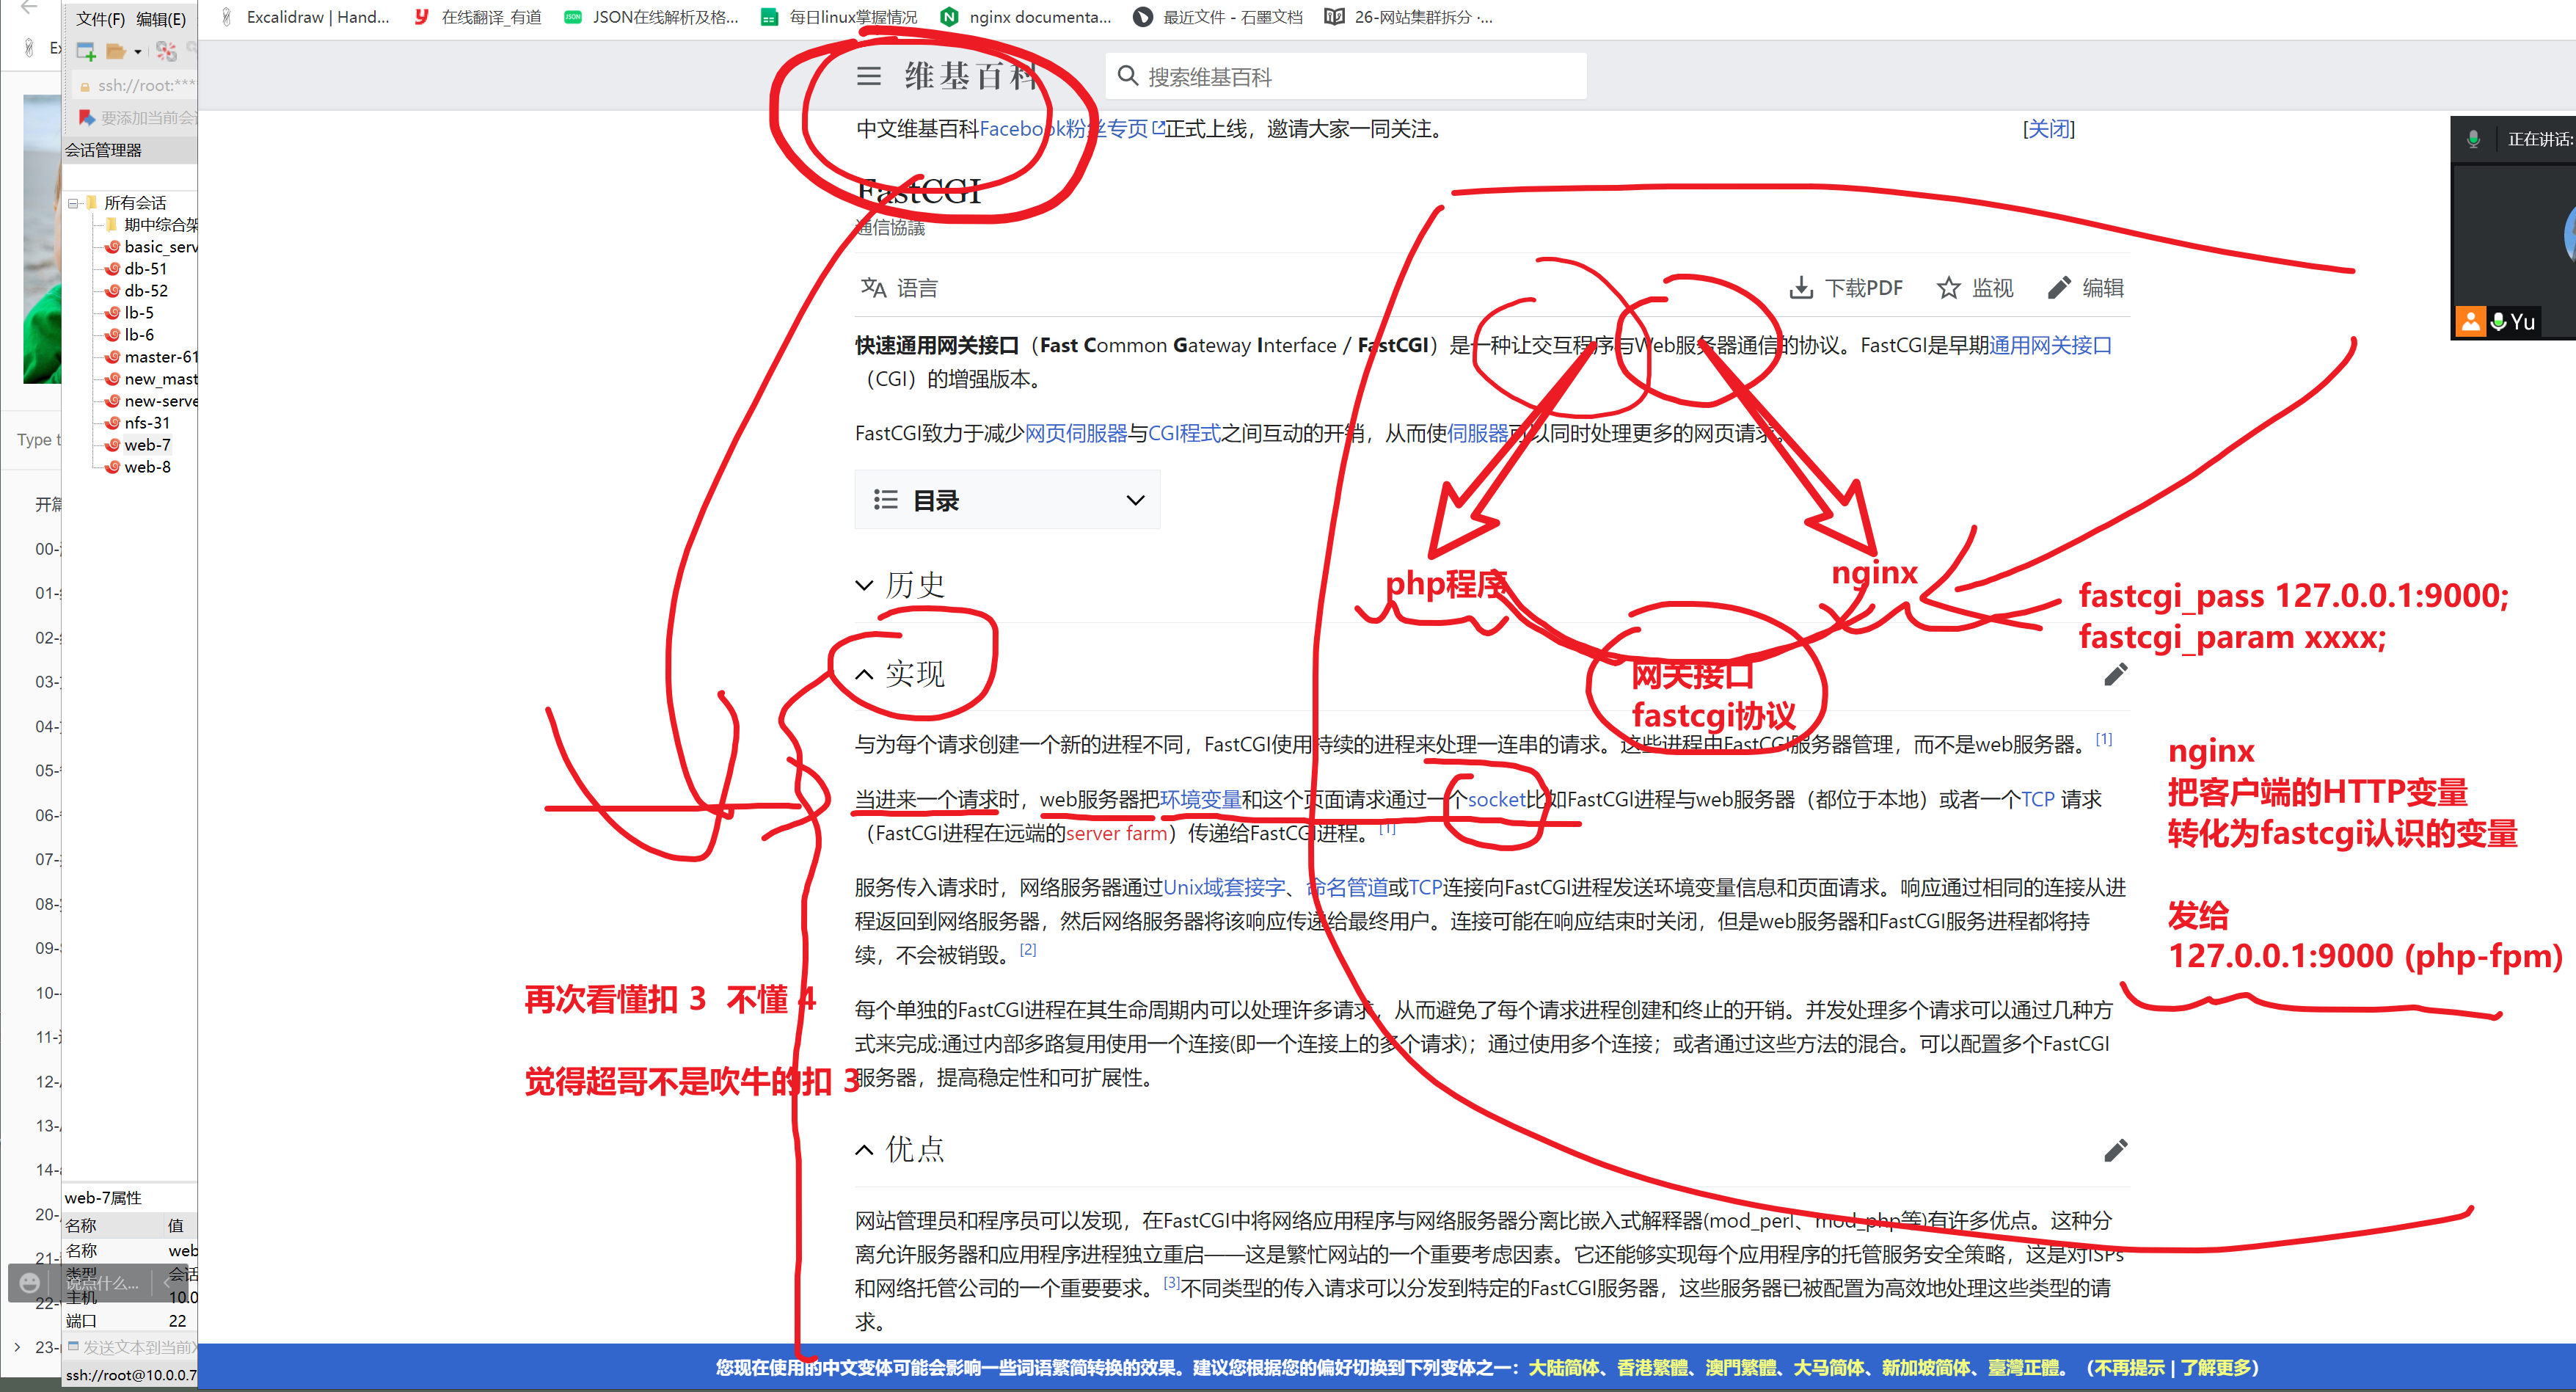 文件(F) 编辑(E)
Excalidraw | Hand...
在线翻译_有道
JSON在线解析及格...
每日linux掌握情况
nginx documenta...
最近文件 - 石墨文档
26-网站集群拆分 ·...
ssh://root:***
要添加当前会
会话管理器
所有会话
期中综合架
basic_serv
db-51
db-52
lb-5
lb-6
master-61
new_mast
new-serve
nfs-31
web-7
web-8
Type t
开篇
00-
01-
02-
03-
04-
05-
06-
07-
08-
09-
10-
11-
12-
13-
14-
20-
21-
22-
23-
web-7属性
名称 值
名称 web
类型 会话
主机 10.0
端口 22
说点什么...
发送文本到当前X
ssh://root@10.0.0.7
维基百科
搜索维基百科
中文维基百科Facebook粉丝专页正式上线，邀请大家一同关注。
[关闭]
FastCGI
通信協議
语言
下载PDF
监视
编辑
快速通用网关接口（Fast Common Gateway Interface / FastCGI）是一种让交互程序与Web服务器通信的协议。FastCGI是早期通用网关接口
（CGI）的增强版本。
FastCGI致力于减少网页伺服器与CGI程式之间互动的开销，从而使伺服器可以同时处理更多的网页请求。
目录
历史
php程序
nginx
fastcgi_pass 127.0.0.1:9000;
fastcgi_param xxxx;
实现
网关接口
fastcgi协议
与为每个请求创建一个新的进程不同，FastCGI使用持续的进程来处理一连串的请求。这些进程由FastCGI服务器管理，而不是web服务器。[1]
当进来一个请求时，web服务器把环境变量和这个页面请求通过一个socket比如FastCGI进程与web服务器（都位于本地）或者一个TCP 请求
（FastCGI进程在远端的server farm）传递给FastCGI进程。[1]
服务传入请求时，网络服务器通过Unix域套接字、命名管道或TCP连接向FastCGI进程发送环境变量信息和页面请求。响应通过相同的连接从进
程返回到网络服务器，然后网络服务器将该响应传递给最终用户。连接可能在响应结束时关闭，但是web服务器和FastCGI服务进程都将持
续，不会被销毁。[2]
每个单独的FastCGI进程在其生命周期内可以处理许多请求，从而避免了每个请求进程创建和终止的开销。并发处理多个请求可以通过几种方
式来完成:通过内部多路复用使用一个连接(即一个连接上的多个请求)；通过使用多个连接；或者通过这些方法的混合。可以配置多个FastCGI
服务器，提高稳定性和可扩展性。
nginx
把客户端的HTTP变量
转化为fastcgi认识的变量
发给
127.0.0.1:9000 (php-fpm)
再次看懂扣 3 不懂 4
觉得超哥不是吹牛的扣 3
优点
网站管理员和程序员可以发现，在FastCGI中将网络应用程序与网络服务器分离比嵌入式解释器(mod_perl、mod_php等)有许多优点。这种分
离允许服务器和应用程序进程独立重启——这是繁忙网站的一个重要考虑因素。它还能够实现每个应用程序的托管服务安全策略，这是对ISPs
和网络托管公司的一个重要要求。[3]不同类型的传入请求可以分发到特定的FastCGI服务器，这些服务器已被配置为高效地处理这些类型的请
求。
您现在使用的中文变体可能会影响一些词语繁简转换的效果。建议您根据您的偏好切换到下列变体之一：大陆简体、香港繁體、澳門繁體、大马简体、新加坡简体、臺灣正體。（不再提示 | 了解更多）
正在讲话:
Yu